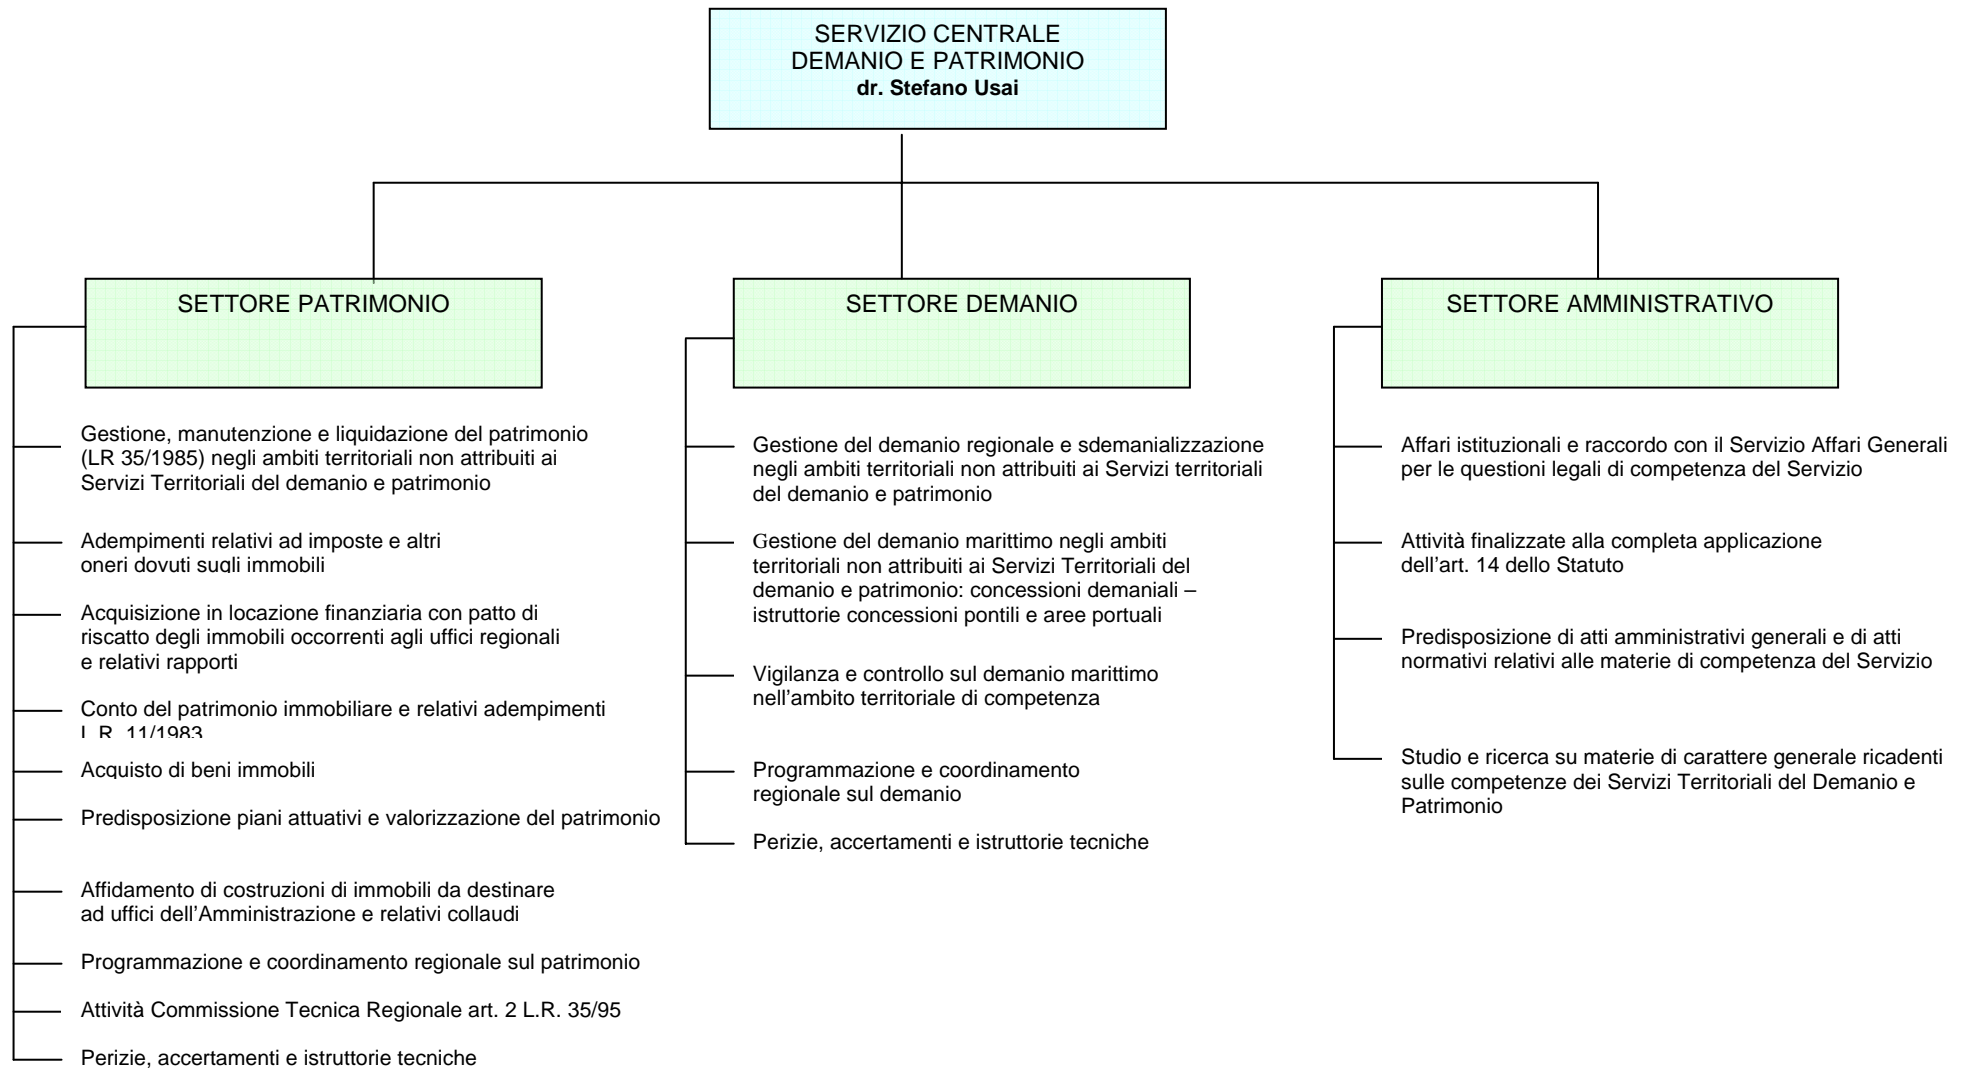 SERVIZIO CENTRALE
DEMANIO E PATRIMONIO
dr. Stefano Usai
SETTORE PATRIMONIO
Gestione, manutenzione e liquidazione del patrimonio
(LR 35/1985) negli ambiti territoriali non attribuiti ai
Servizi Territoriali del demanio e patrimonio
Adempimenti relativi ad imposte e altri
oneri dovuti sugli immobili
Acquisizione in locazione finanziaria con patto di
riscatto degli immobili occorrenti agli uffici regionali
e relativi rapporti
Conto del patrimonio immobiliare e relativi adempimenti
L.R. 11/1983
Acquisto di beni immobili
Predisposizione piani attuativi e valorizzazione del patrimonio
Affidamento di costruzioni di immobili da destinare
ad uffici dell’Amministrazione e relativi collaudi
Programmazione e coordinamento regionale sul patrimonio
Attività Commissione Tecnica Regionale art. 2 L.R. 35/95
Perizie, accertamenti e istruttorie tecniche
SETTORE DEMANIO
Gestione del demanio regionale e sdemanializzazione
negli ambiti territoriali non attribuiti ai Servizi territoriali
del demanio e patrimonio
Gestione del demanio marittimo negli ambiti
territoriali non attribuiti ai Servizi Territoriali del
demanio e patrimonio: concessioni demaniali –
istruttorie concessioni pontili e aree portuali
Vigilanza e controllo sul demanio marittimo
nell’ambito territoriale di competenza
Programmazione e coordinamento
regionale sul demanio
Perizie, accertamenti e istruttorie tecniche
SETTORE AMMINISTRATIVO
Affari istituzionali e raccordo con il Servizio Affari Generali
per le questioni legali di competenza del Servizio
Attività finalizzate alla completa applicazione
dell’art. 14 dello Statuto
Predisposizione di atti amministrativi generali e di atti
normativi relativi alle materie di competenza del Servizio
Studio e ricerca su materie di carattere generale ricadenti
sulle competenze dei Servizi Territoriali del Demanio e
Patrimonio